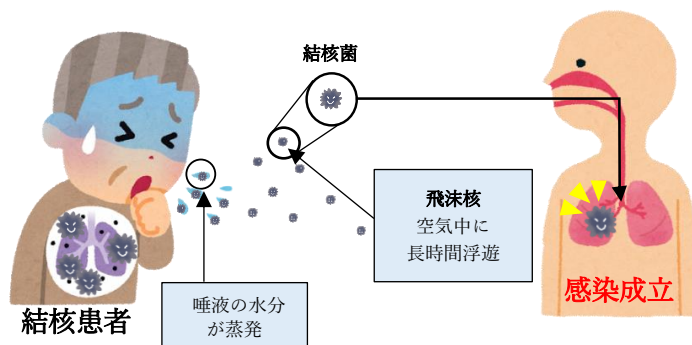 結核菌
飛沫核
空気中に
長時間浮遊
唾液の水分
が蒸発
結核患者
感染成立